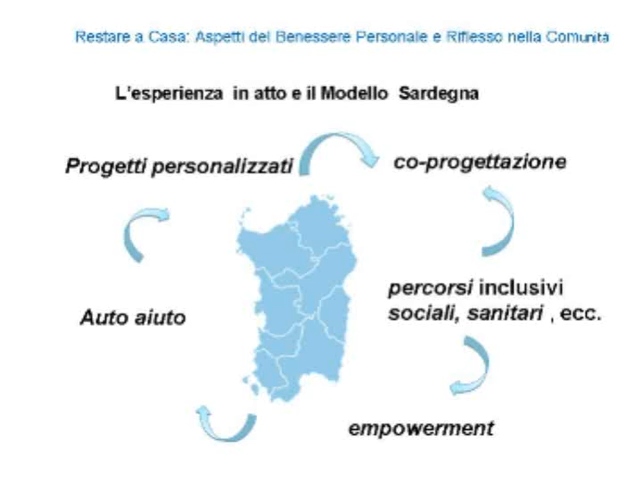 Restare a Casa: Aspetti del Benessere Personale e Riflesso nella Comunità
L'esperienza in atto e il Modello Sardegna
Progetti personalizzati
co-progettazione
percorsi inclusivi
sociali, sanitari , ecc.
Auto aiuto
empowerment